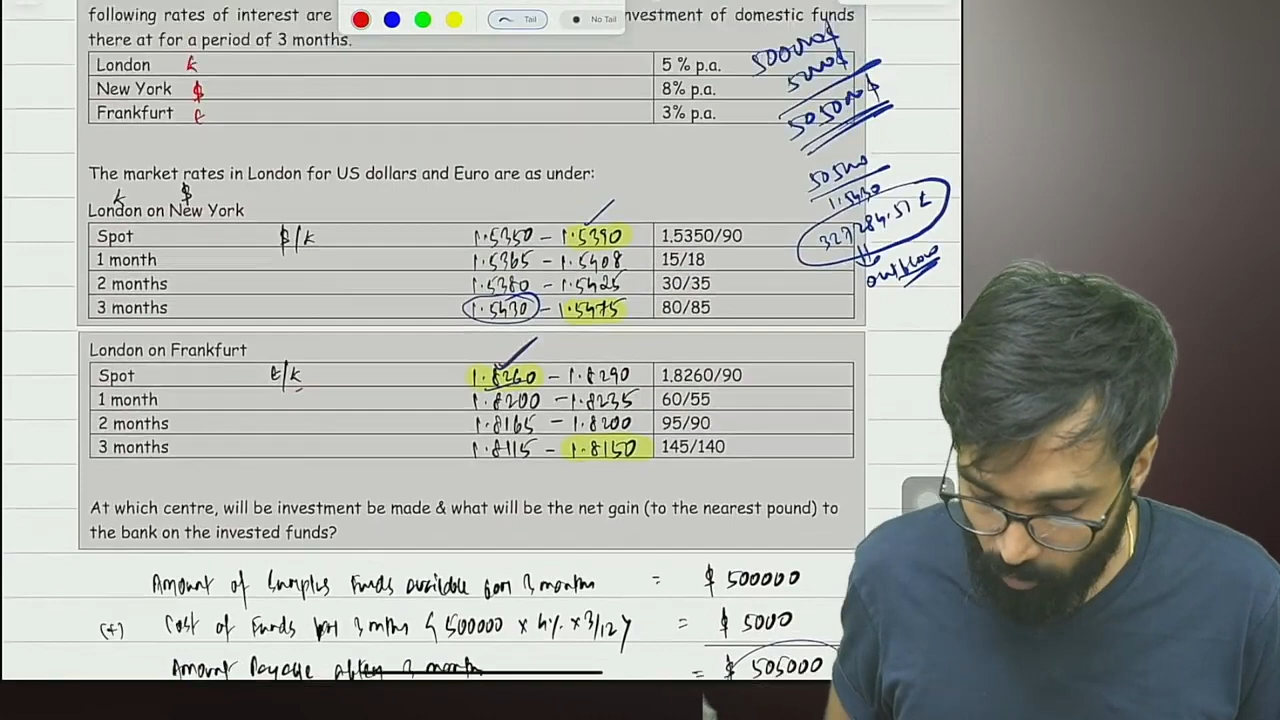 following rates of interest are nvestment of domestic funds
Tail No Tail
there at for a period of 3 months.
London £ 5 % p.a.
New York $ 8% p.a.
Frankfurt € 3% p.a.
500000$
5000$
505000$
The market rates in London for US dollars and Euro are as under:
£ $
London on New York
Spot $/£ 1.5350 - 1.5390 1.5350/90
1 month 1.5365 - 1.5408 15/18
2 months 1.5380 - 1.5425 30/35
3 months 1.5430 - 1.5475 80/85
505000
1.5430
327284.51 £
outflow
London on Frankfurt
Spot €/£ 1.8260 - 1.8290 1.8260/90
1 month 1.8200 - 1.8235 60/55
2 months 1.8165 - 1.8200 95/90
3 months 1.8115 - 1.8150 145/140
At which centre, will be investment be made & what will be the net gain (to the nearest pound) to
the bank on the invested funds?
Amount of Surplus Funds available for 3 months = $ 500000
(+) Cost of Funds for 3 mths { 500000 x 4% x 3/12 } = $ 5000
Amount Payable after 3 month = $ 505000